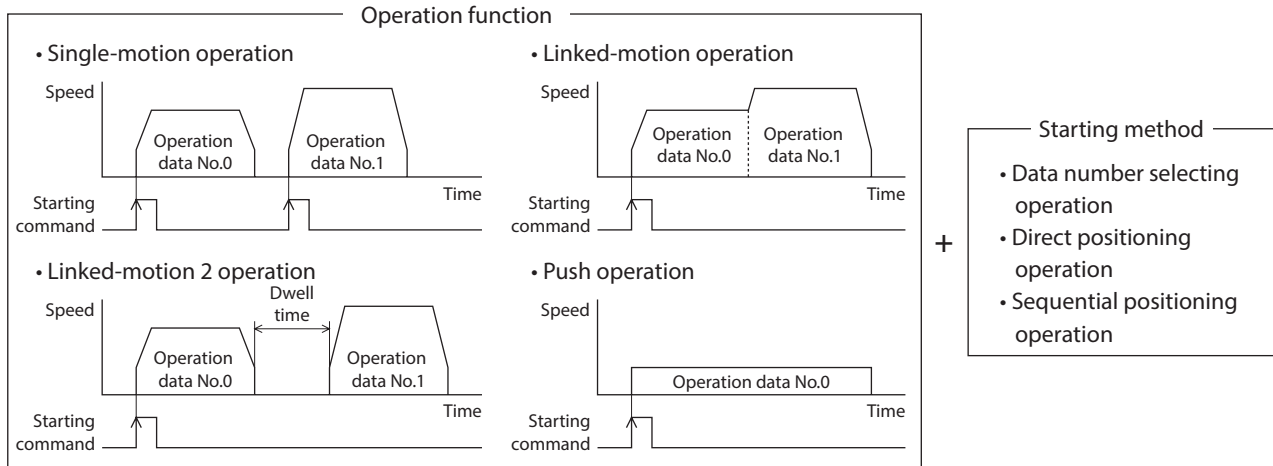 Operation function
• Single-motion operation
Speed
Operation
data No.0
Operation
data No.1
Time
Starting
command
• Linked-motion operation
Speed
Operation
data No.0
Operation
data No.1
Time
Starting
command
• Linked-motion 2 operation
Speed
Dwell
time
Operation
data No.0
Operation
data No.1
Time
Starting
command
• Push operation
Speed
Operation data No.0
Time
Starting
command
+
Starting method
• Data number selecting
operation
• Direct positioning
operation
• Sequential positioning
operation